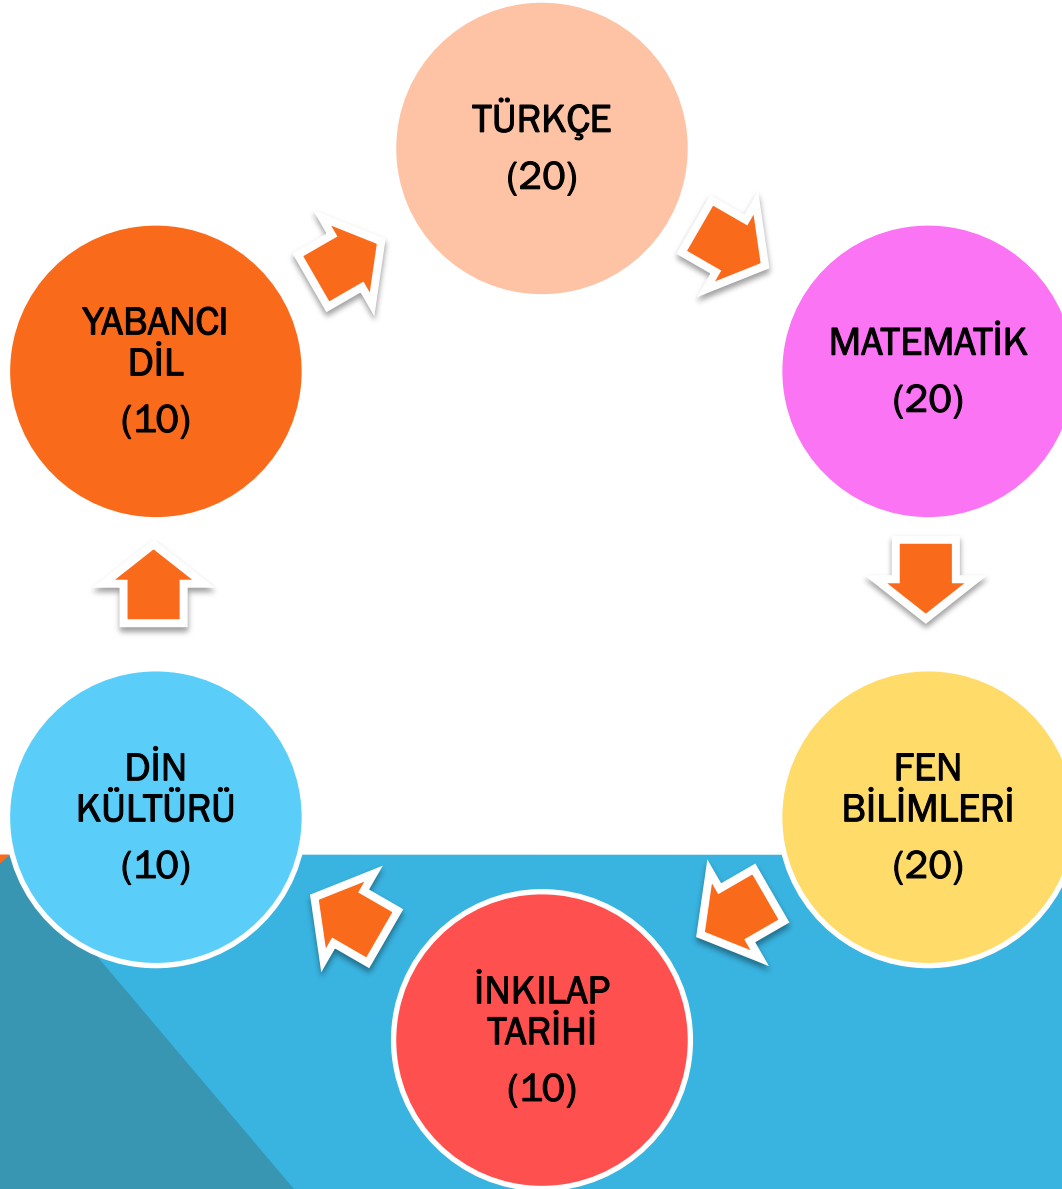 TÜRKÇE
(20)
MATEMATİK
(20)
FEN
BİLİMLERİ
(20)
İNKILAP
TARİHİ
(10)
DİN
KÜLTÜRÜ
(10)
YABANCI
DİL
(10)